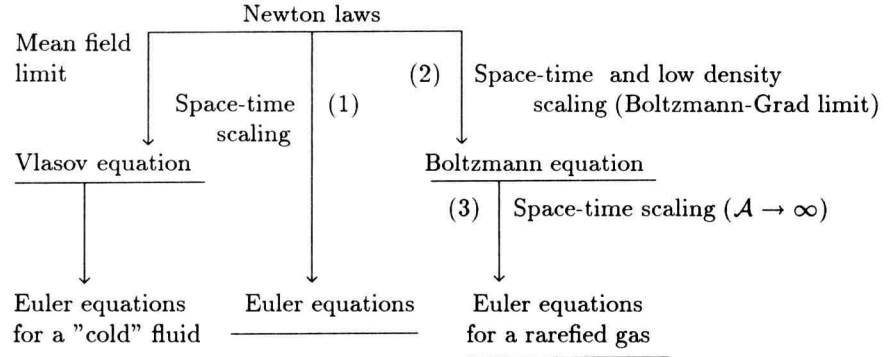 Newton laws
Mean field
limit
(2) Space-time and low density
scaling (Boltzmann-Grad limit)
Space-time (1)
scaling
Vlasov equation
Boltzmann equation
(3) Space-time scaling (𝒜 → ∞)
Euler equations
for a "cold" fluid
Euler equations
Euler equations
for a rarefied gas